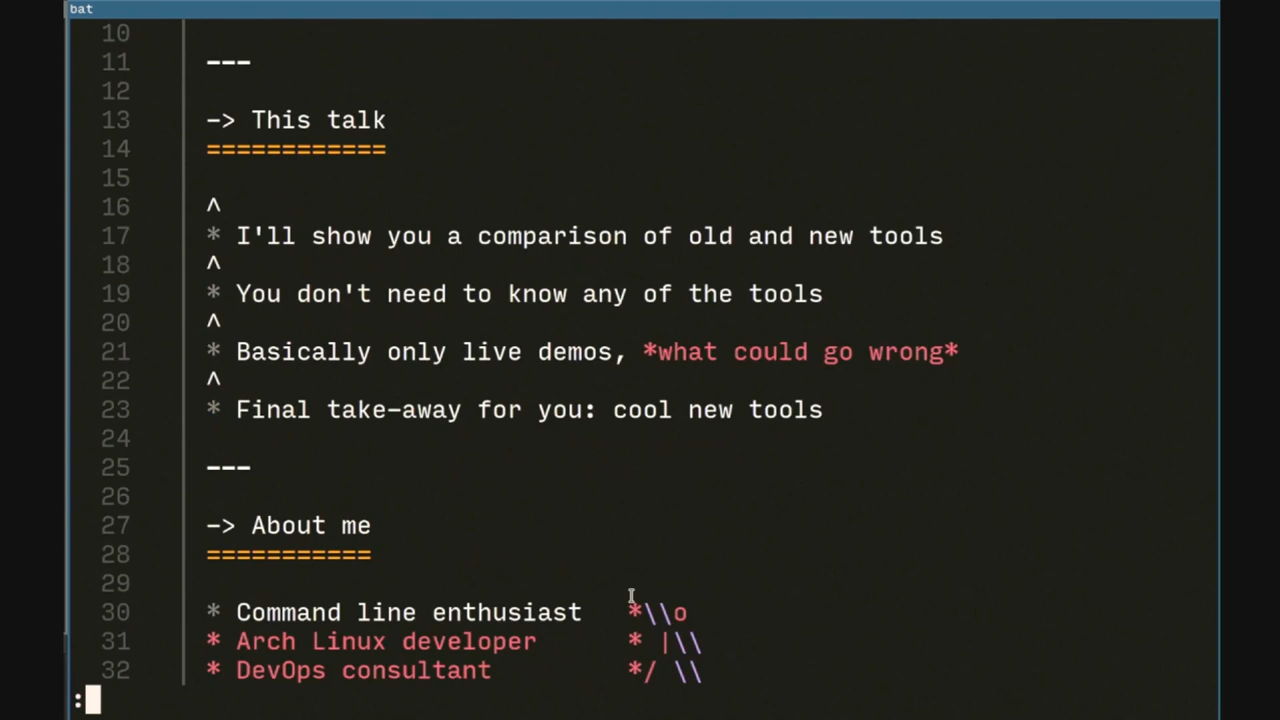 bat
10
11 ---
12
13 -> This talk
14 ============
15
16 ^
17 * I'll show you a comparison of old and new tools
18 ^
19 * You don't need to know any of the tools
20 ^
21 * Basically only live demos, *what could go wrong*
22 ^
23 * Final take-away for you: cool new tools
24
25 ---
26
27 -> About me
28 ===========
29
30 * Command line enthusiast   *\\o
31 * Arch Linux developer      * |\\
32 * DevOps consultant         */ \\
: